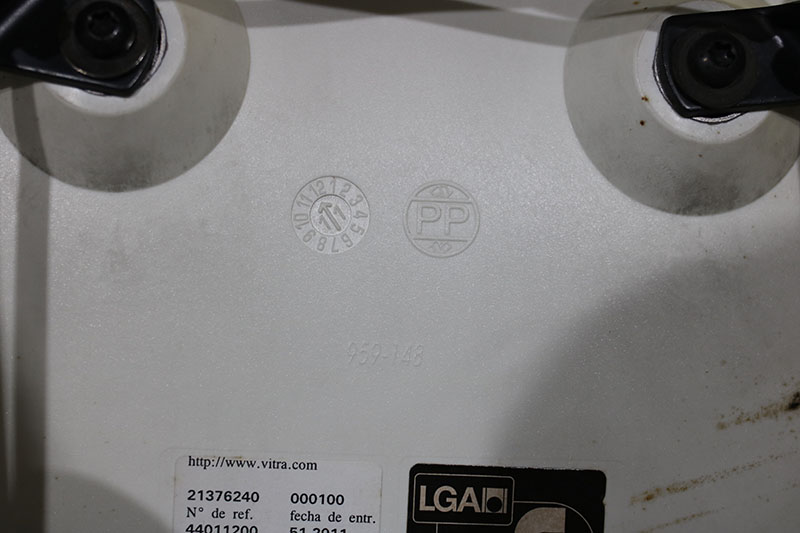 12 1 2 3 4 5 6 7 8 9 10 11
11
PP
959-148
http://www.vitra.com
21376240 000100
N° de ref. fecha de entr.
44011200 51.2011
LGA